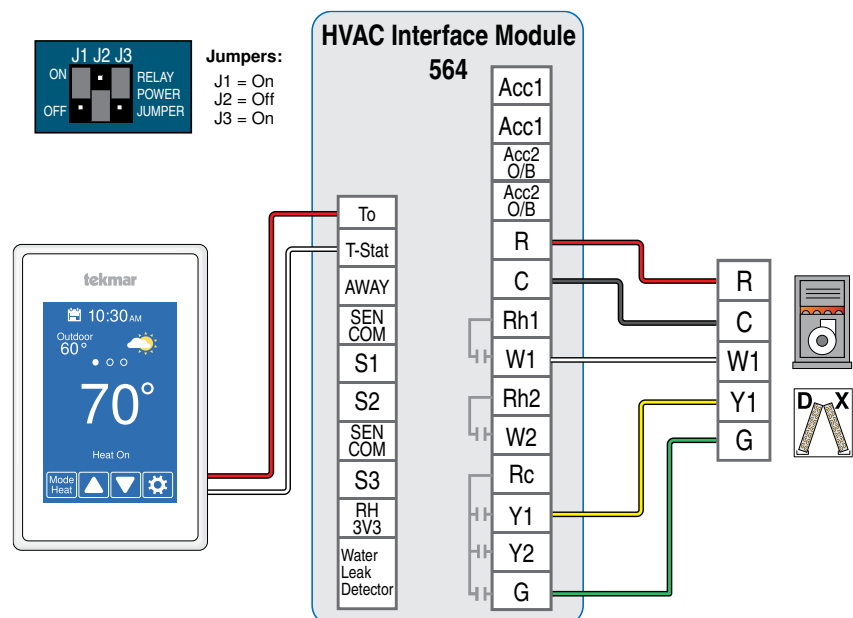 J1 J2 J3
ON
OFF
RELAY
POWER
JUMPER
Jumpers:
J1 = On
J2 = Off
J3 = On
HVAC Interface Module
564
Acc1
Acc1
Acc2
O/B
Acc2
O/B
R
C
Rh1
W1
Rh2
W2
Rc
Y1
Y2
G
To
T-Stat
AWAY
SEN
COM
S1
S2
SEN
COM
S3
RH
3V3
Water
Leak
Detector
tekmar
10:30 AM
Outdoor
60°
70°
Heat On
Mode
Heat
R
C
W1
Y1
G
D X